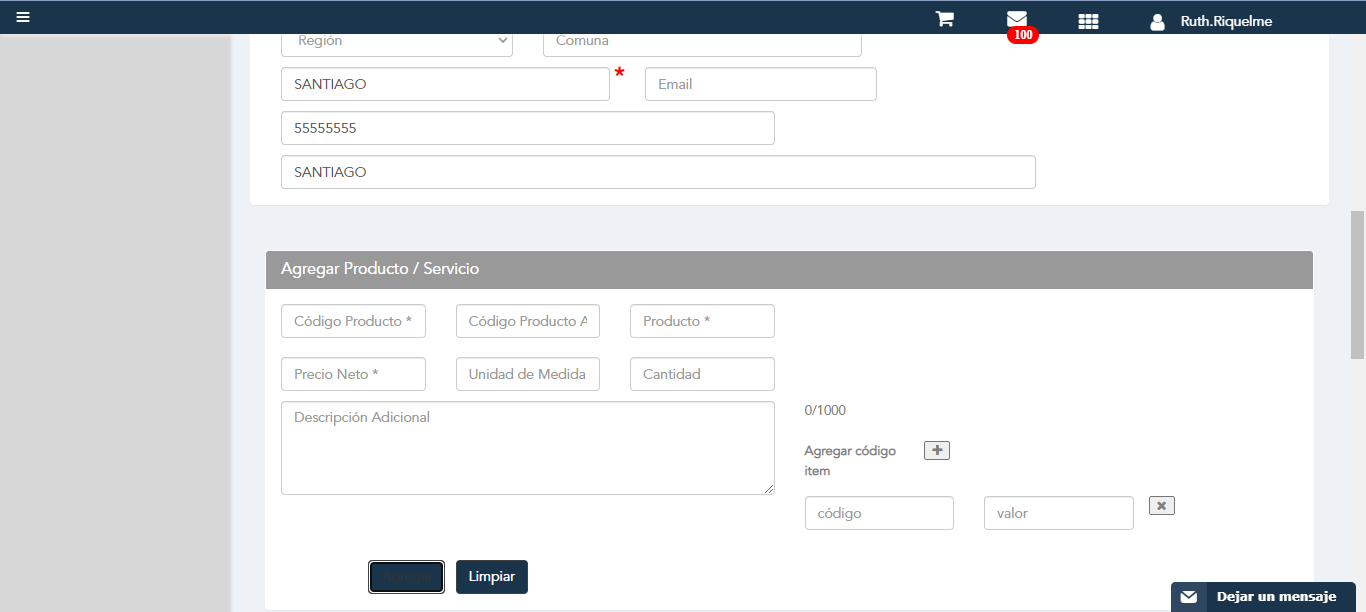 Ruth.Riquelme
100
Región Comuna
SANTIAGO * Email
55555555
SANTIAGO
Agregar Producto / Servicio
Código Producto * Código Producto A Producto *
Precio Neto * Unidad de Medida Cantidad
Descripción Adicional 0/1000
Agregar código
item
código valor
Agregar Limpiar
Dejar un mensaje